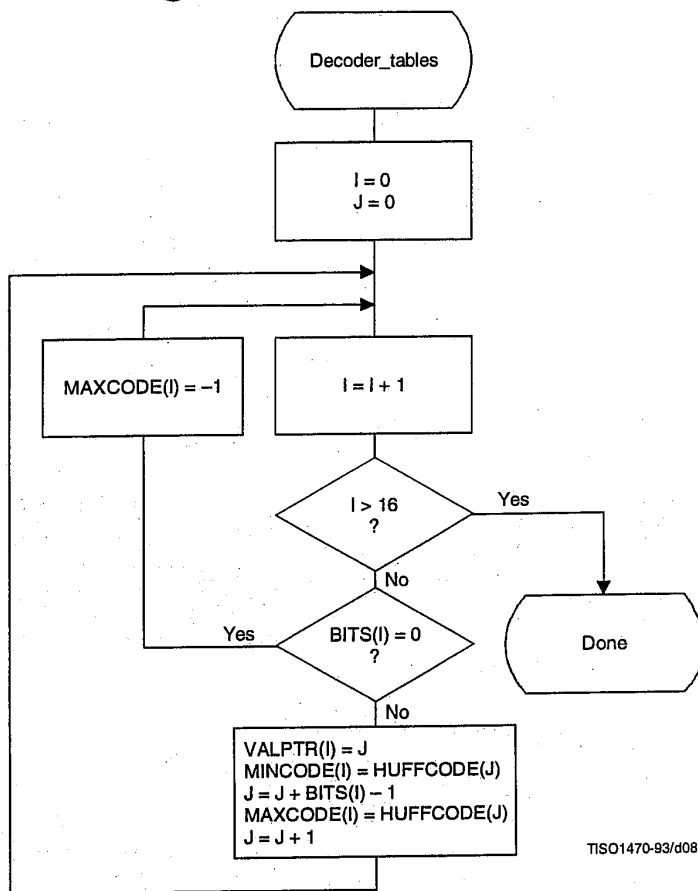 Decoder_tables
I = 0
J = 0
MAXCODE(I) = –1
I = I + 1
I > 16
?
Yes
No
BITS(I) = 0
?
Yes
Done
No
VALPTR(I) = J
MINCODE(I) = HUFFCODE(J)
J = J + BITS(I) – 1
MAXCODE(I) = HUFFCODE(J)
J = J + 1
TISO1470-93/d08